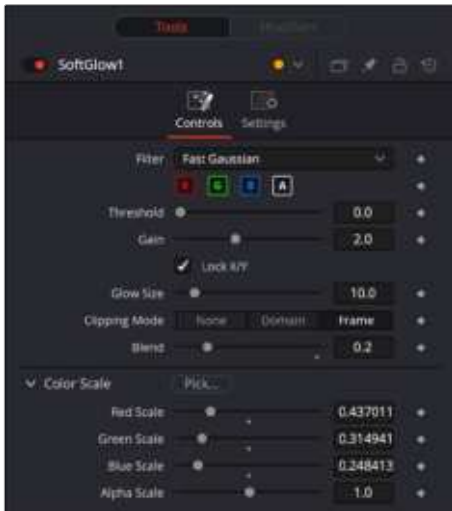 Tools Modifiers
SoftGlow1
Controls Settings
Filter Fast Gaussian
R G B A
Threshold 0.0
Gain 2.0
Lock X/Y
Glow Size 10.0
Clipping Mode None Domain Frame
Blend 0.2
Color Scale Pick...
Red Scale 0.437011
Green Scale 0.314941
Blue Scale 0.248413
Alpha Scale 1.0